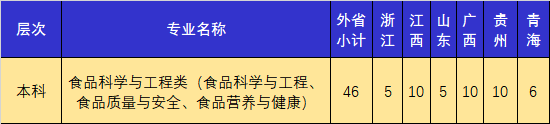 层次 专业名称 外省小计 浙江 江西 山东 广西 贵州 青海
本科 食品科学与工程类（食品科学与工程、
食品质量与安全、食品营养与健康） 46 5 10 5 10 10 6